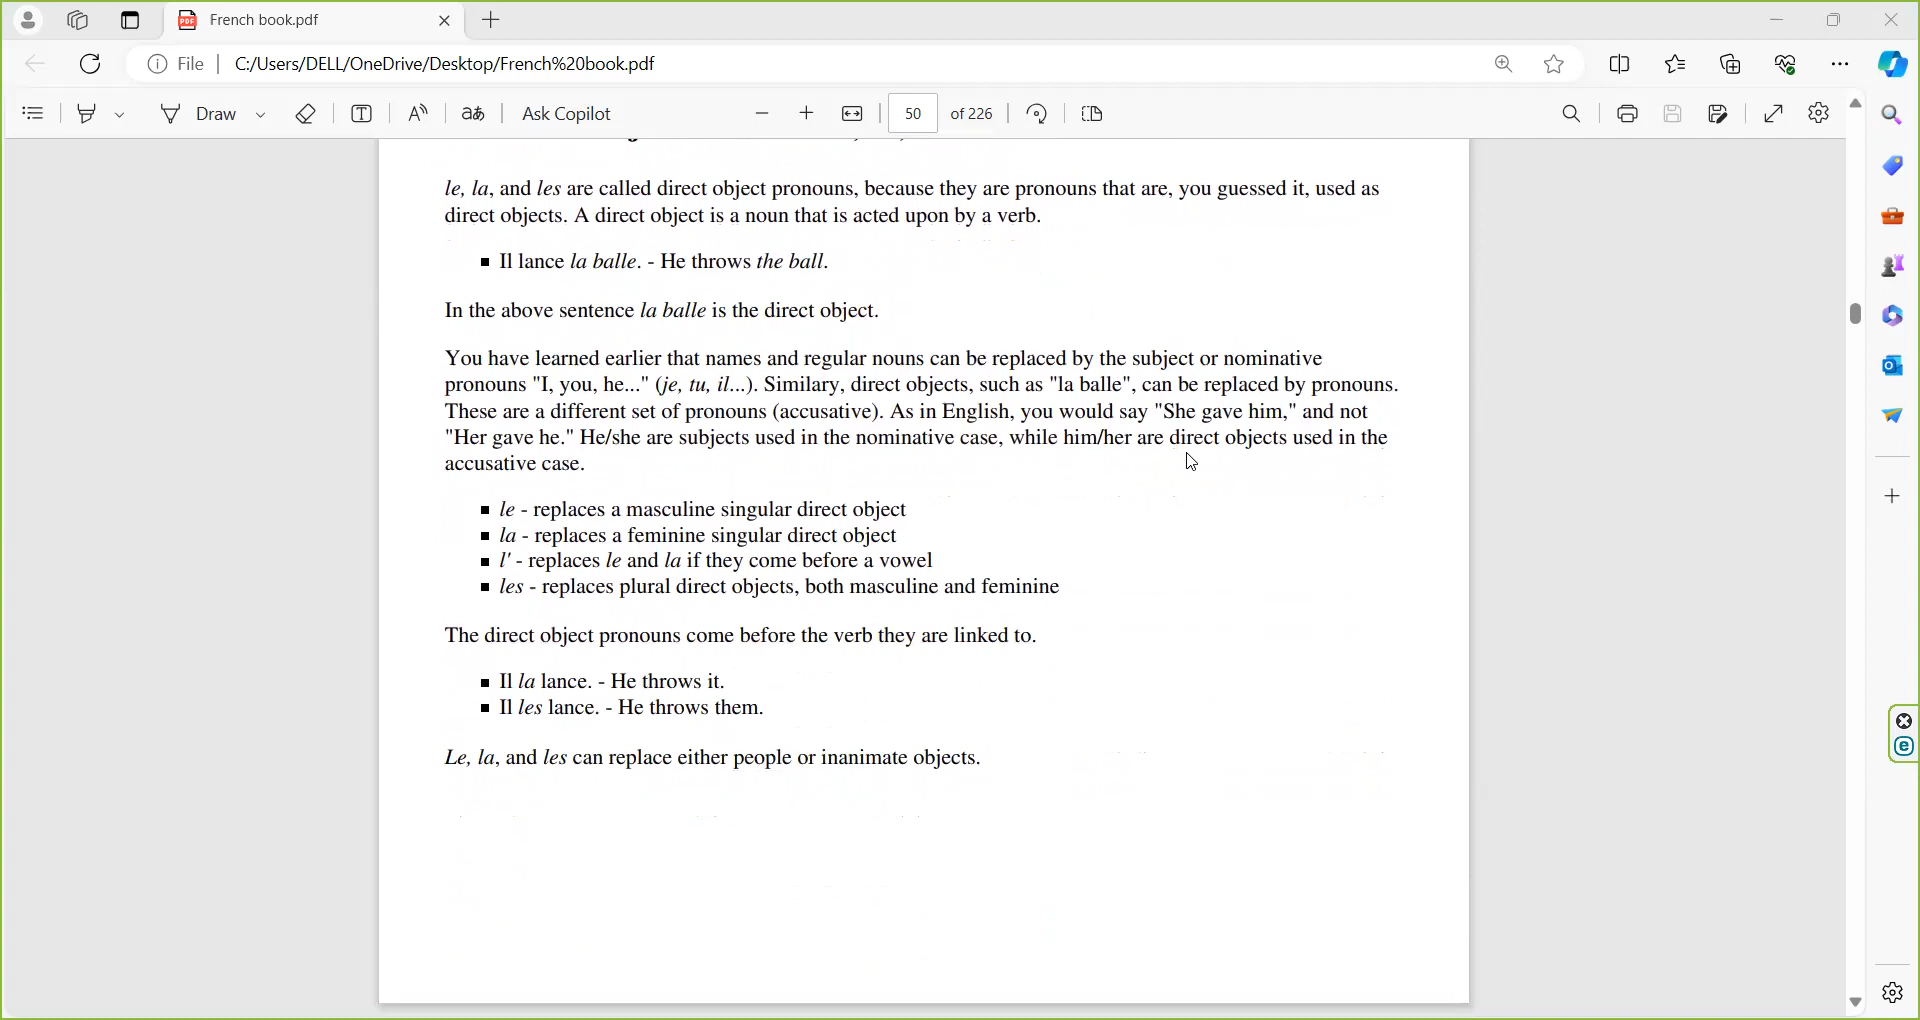 French book.pdf
File
C:/Users/DELL/OneDrive/Desktop/French%20book.pdf
Draw
Ask Copilot
50 of 226
le, la, and les are called direct object pronouns, because they are pronouns that are, you guessed it, used as
direct objects. A direct object is a noun that is acted upon by a verb.
Il lance la balle. - He throws the ball.
In the above sentence la balle is the direct object.
You have learned earlier that names and regular nouns can be replaced by the subject or nominative
pronouns "I, you, he..." (je, tu, il...). Similary, direct objects, such as "la balle", can be replaced by pronouns.
These are a different set of pronouns (accusative). As in English, you would say "She gave him," and not
"Her gave he." He/she are subjects used in the nominative case, while him/her are direct objects used in the
accusative case.
le - replaces a masculine singular direct object
la - replaces a feminine singular direct object
l' - replaces le and la if they come before a vowel
les - replaces plural direct objects, both masculine and feminine
The direct object pronouns come before the verb they are linked to.
Il la lance. - He throws it.
Il les lance. - He throws them.
Le, la, and les can replace either people or inanimate objects.